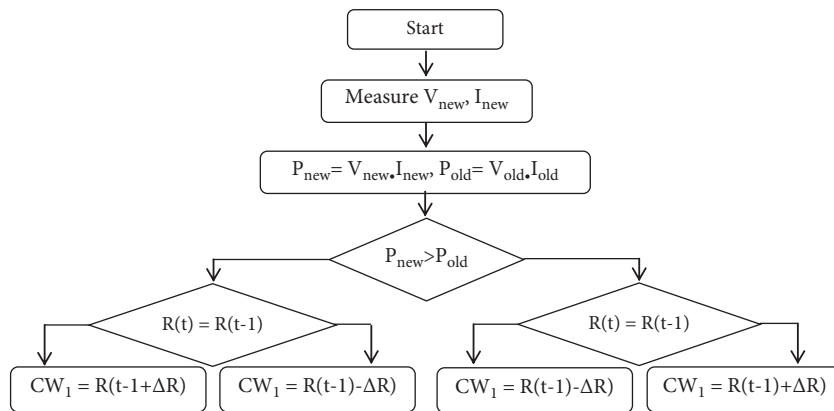 Start
Measure V_new, I_new
P_new= V_new.I_new, P_old= V_old.I_old
P_new>P_old
R(t) = R(t-1)
R(t) = R(t-1)
CW_1 = R(t-1+ΔR)
CW_1 = R(t-1)-ΔR)
CW_1 = R(t-1)-ΔR)
CW_1 = R(t-1)+ΔR)